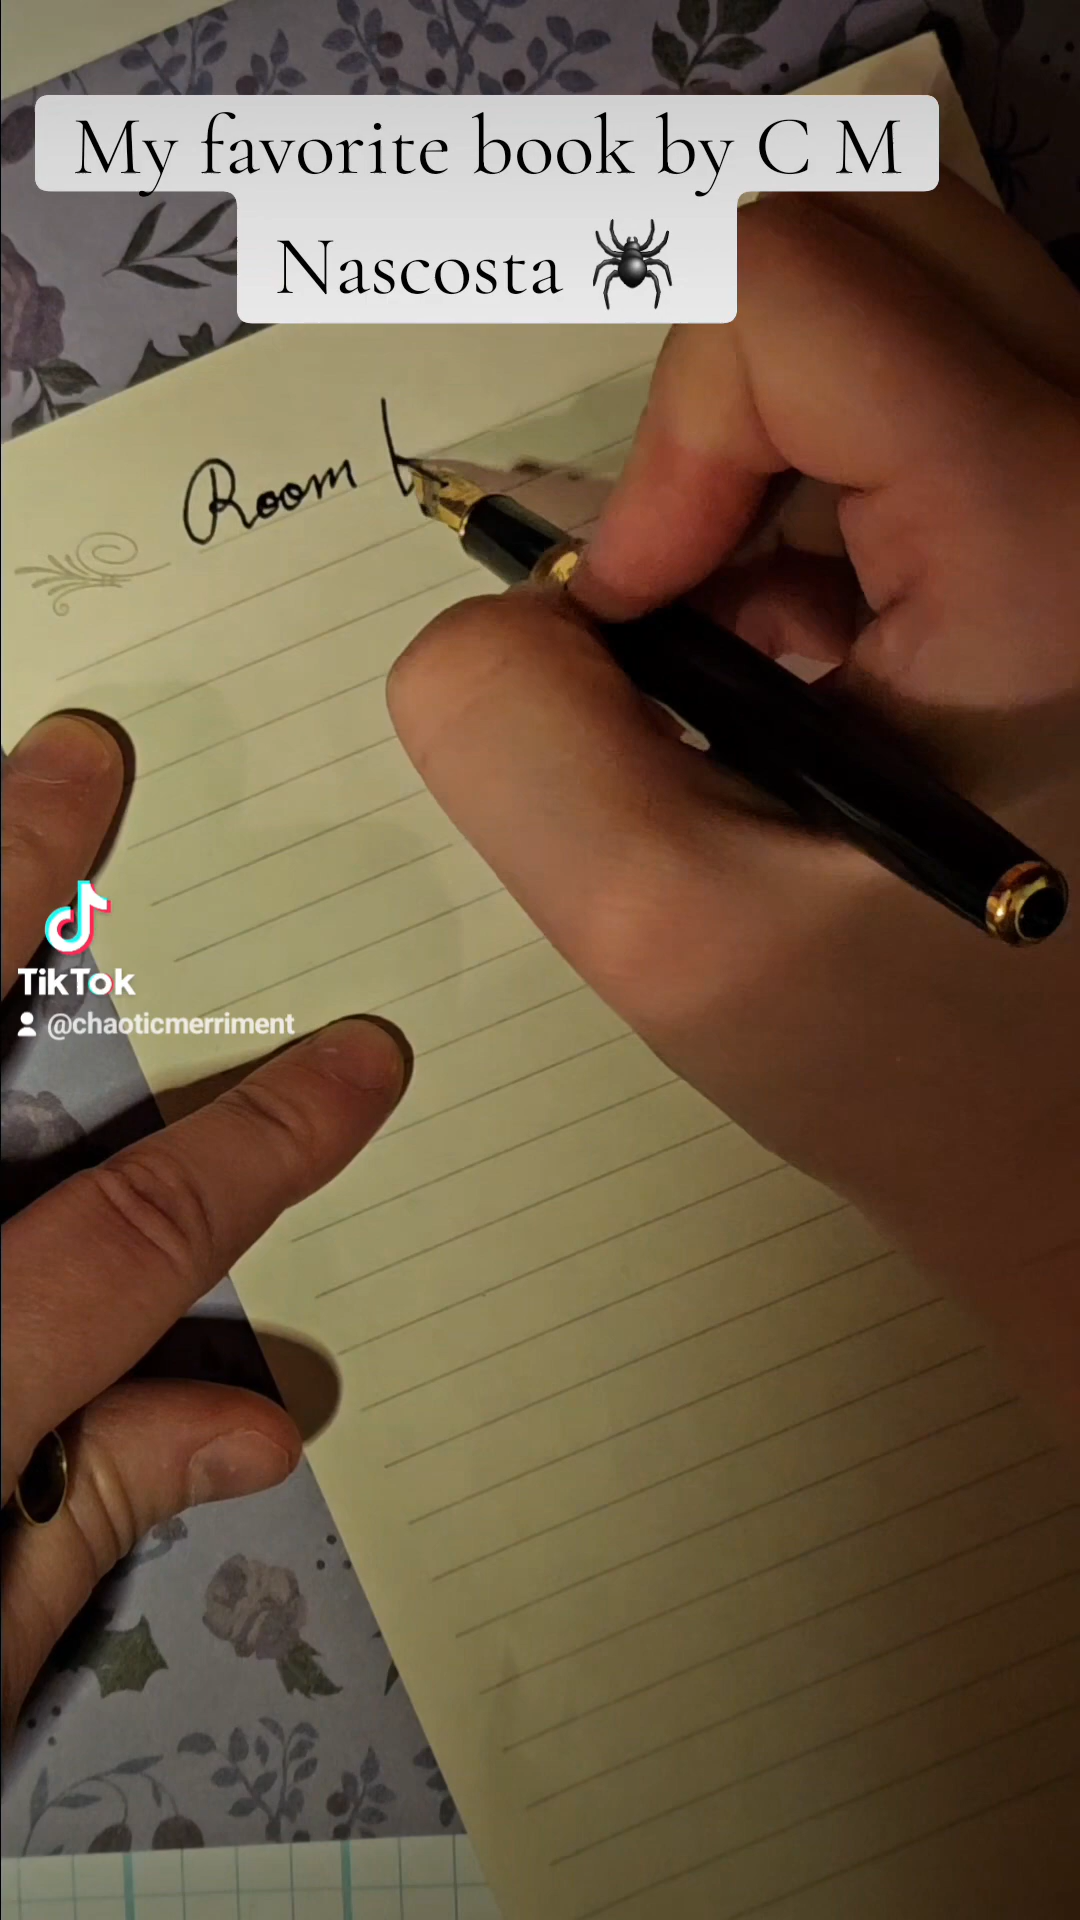 My favorite book by C M
Nascosta 🕷
Room
TikTok
@chaoticmerriment